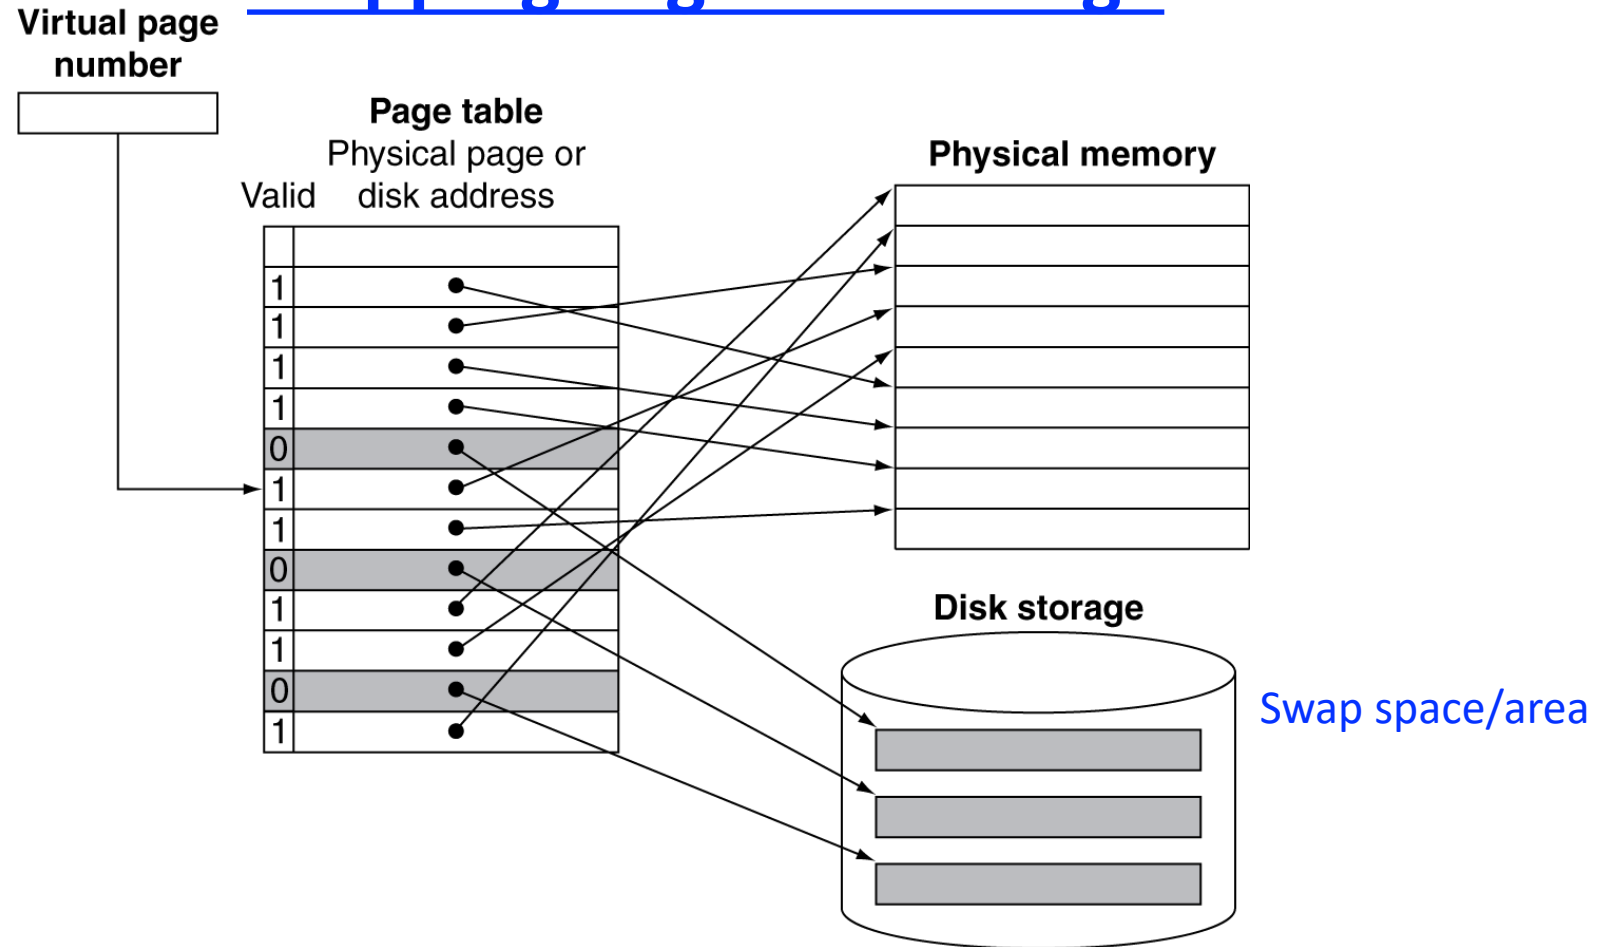 Virtual page
number
Page table
Physical page or
disk address
Valid
Physical memory
1
1
1
1
0
1
1
0
1
1
0
1
Disk storage
Swap space/area